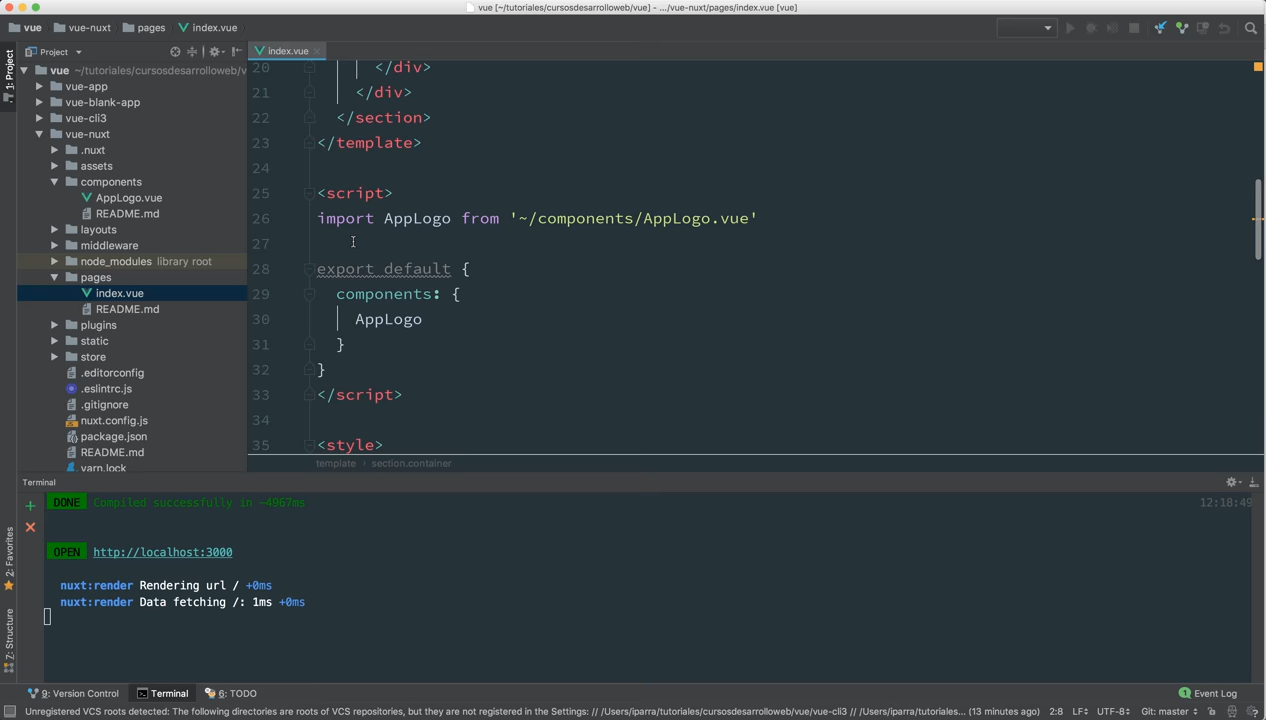 vue [~/tutoriales/cursosdesarrolloweb/vue] - .../vue-nuxt/pages/index.vue [vue]
vue vue-nuxt pages index.vue
1: Project
Project
index.vue
vue ~/tutoriales/cursosdesarrolloweb/v
vue-app
vue-blank-app
vue-cli3
vue-nuxt
.nuxt
assets
components
AppLogo.vue
README.md
layouts
middleware
node_modules library root
pages
index.vue
README.md
plugins
static
store
.editorconfig
.eslintrc.js
.gitignore
nuxt.config.js
package.json
README.md
yarn.lock
20 </div>
21 </div>
22 </section>
23 </template>
24
25 <script>
26 import AppLogo from '~/components/AppLogo.vue'
27
28 export default {
29 components: {
30 AppLogo
31 }
32 }
33 </script>
34
35 <style>
template › section.container
Terminal
DONE Compiled successfully in ~4967ms 12:18:49
OPEN http://localhost:3000
nuxt:render Rendering url / +0ms
nuxt:render Data fetching /: 1ms +0ms
2: Favorites
Z: Structure
9: Version Control Terminal 6: TODO 1 Event Log
Unregistered VCS roots detected: The following directories are roots of VCS repositories, but they are not registered in the Settings: // /Users/iparra/tutoriales/cursosdesarrolloweb/vue/vue-cli3 // /Users/iparra/tutoriales... (13 minutes ago) 2:8 LF UTF-8 Git: master